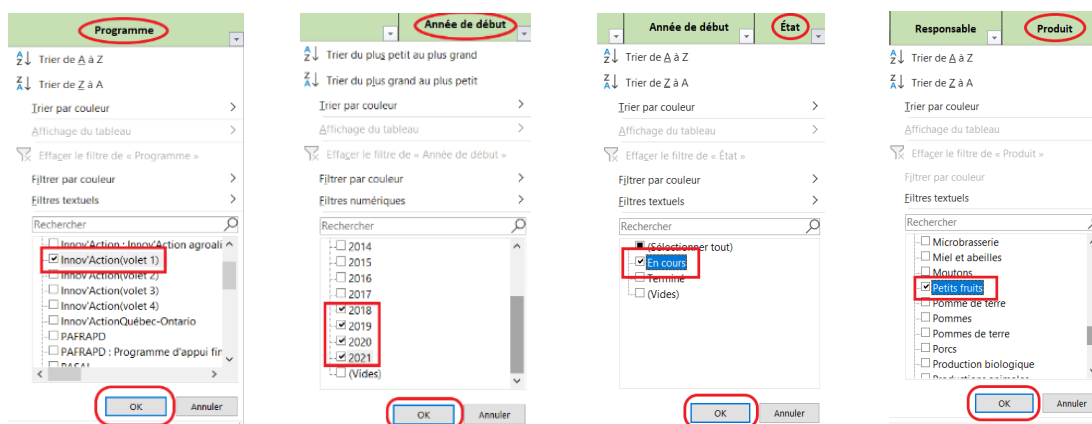 Programme
Trier de A à Z
Trier de Z à A
Trier par couleur
Affichage du tableau
Effacer le filtre de « Programme »
Filtrer par couleur
Filtres textuels
Rechercher
Innov'Action : Innov'Action agroali
Innov'Action(volet 1)
Innov'Action(volet 2)
Innov'Action(volet 3)
Innov'Action(volet 4)
Innov'ActionQuébec-Ontario
PAFRAPD
PAFRAPD : Programme d'appui fir
OK
Annuler
Année de début
Trier du plus petit au plus grand
Trier du plus grand au plus petit
Trier par couleur
Affichage du tableau
Effacer le filtre de « Année de début »
Filtrer par couleur
Filtres numériques
Rechercher
2014
2015
2016
2017
2018
2019
2020
2021
(Vides)
OK
Annuler
Année de début
État
Trier de A à Z
Trier de Z à A
Trier par couleur
Affichage du tableau
Effacer le filtre de « État »
Filtrer par couleur
Filtres textuels
Rechercher
(Sélectionner tout)
En cours
Terminé
(Vides)
OK
Annuler
Responsable
Produit
Trier de A à Z
Trier de Z à A
Trier par couleur
Affichage du tableau
Effacer le filtre de « Produit »
Filtrer par couleur
Filtres textuels
Rechercher
Microbrasserie
Miel et abeilles
Moutons
Petits fruits
Pomme de terre
Pommes
Pommes de terre
Porcs
Production biologique
OK
Annuler